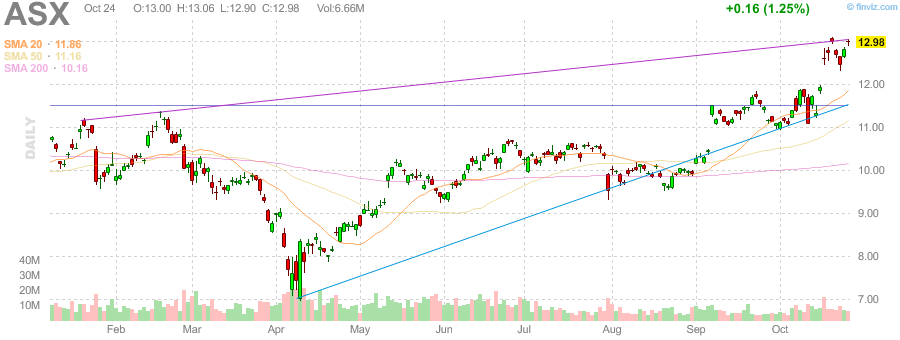 ASX Oct 24 O:13.00 H:13.06 L:12.90 C:12.98 Vol:6.66M +0.16 (1.25%) © finviz.com
SMA 20 · 11.86
SMA 50 · 11.16
SMA 200 · 10.16
DAILY
12.98
12.00
11.00
10.00
9.00
8.00
7.00
40M
30M
20M
10M
Feb Mar Apr May Jun Jul Aug Sep Oct